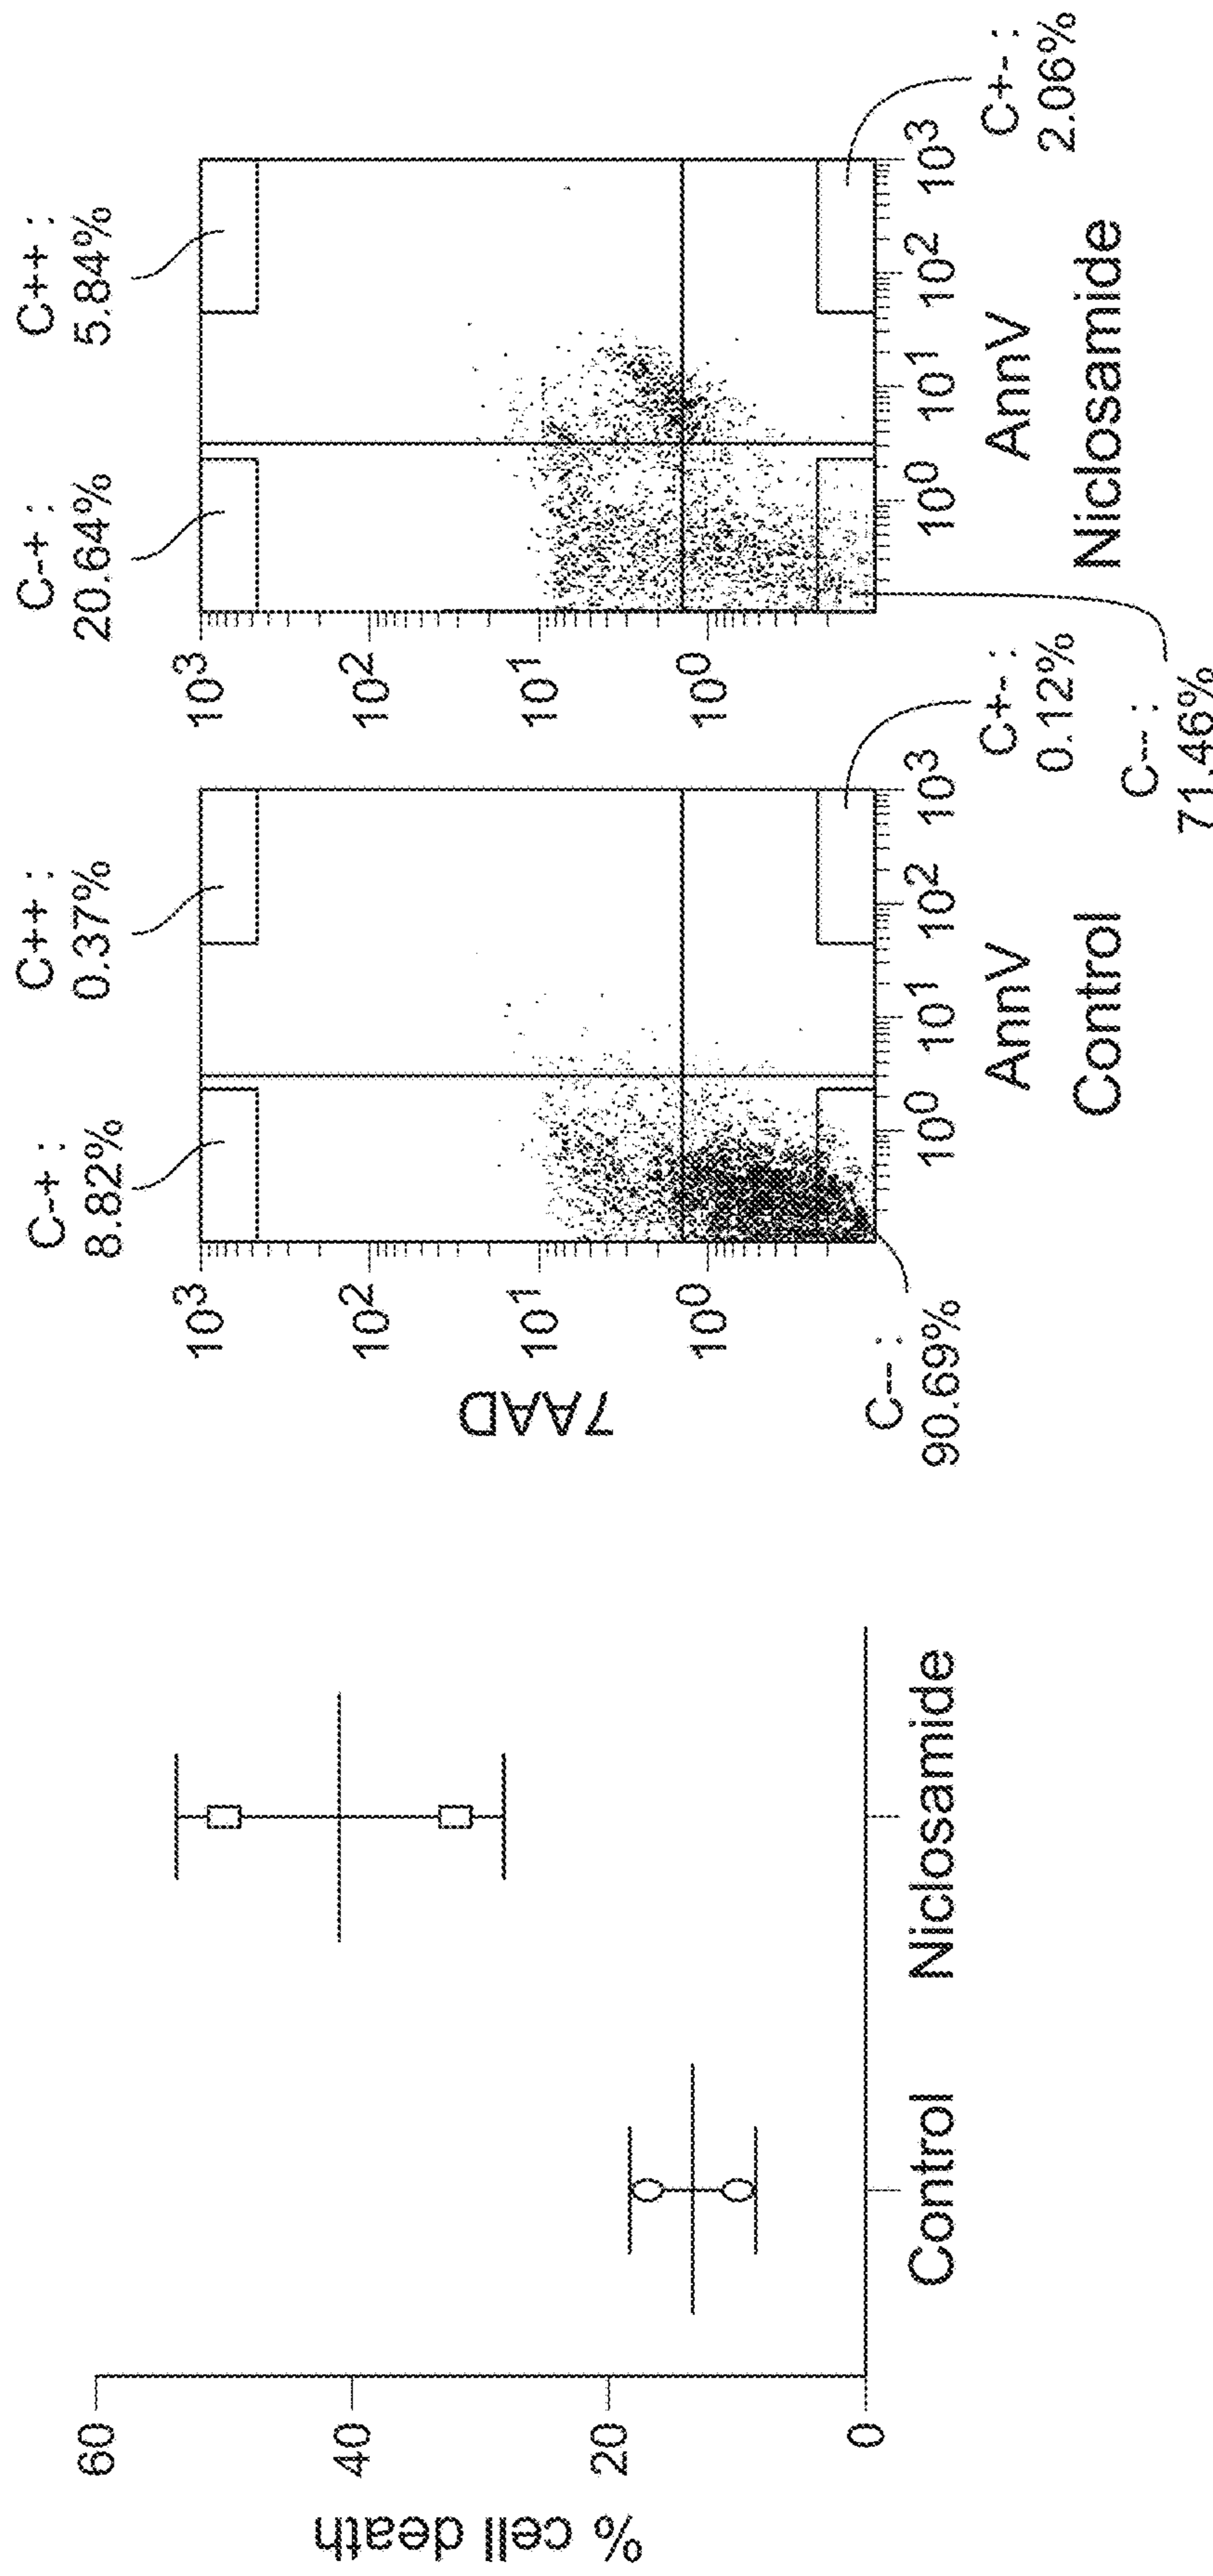 % cell death
60
40
20
0
Control
Niclosamide
7AAD
C-+ :
8.82%
C++ :
0.37%
10³
10²
10¹
10⁰
10⁰
10¹
10²
10³
C-- :
90.69%
AnnV
C+- :
0.12%
Control
C-+ :
20.64%
C++ :
5.84%
10³
10²
10¹
10⁰
10⁰
10¹
10²
10³
C-- :
71.46%
AnnV
C+- :
2.06%
Niclosamide